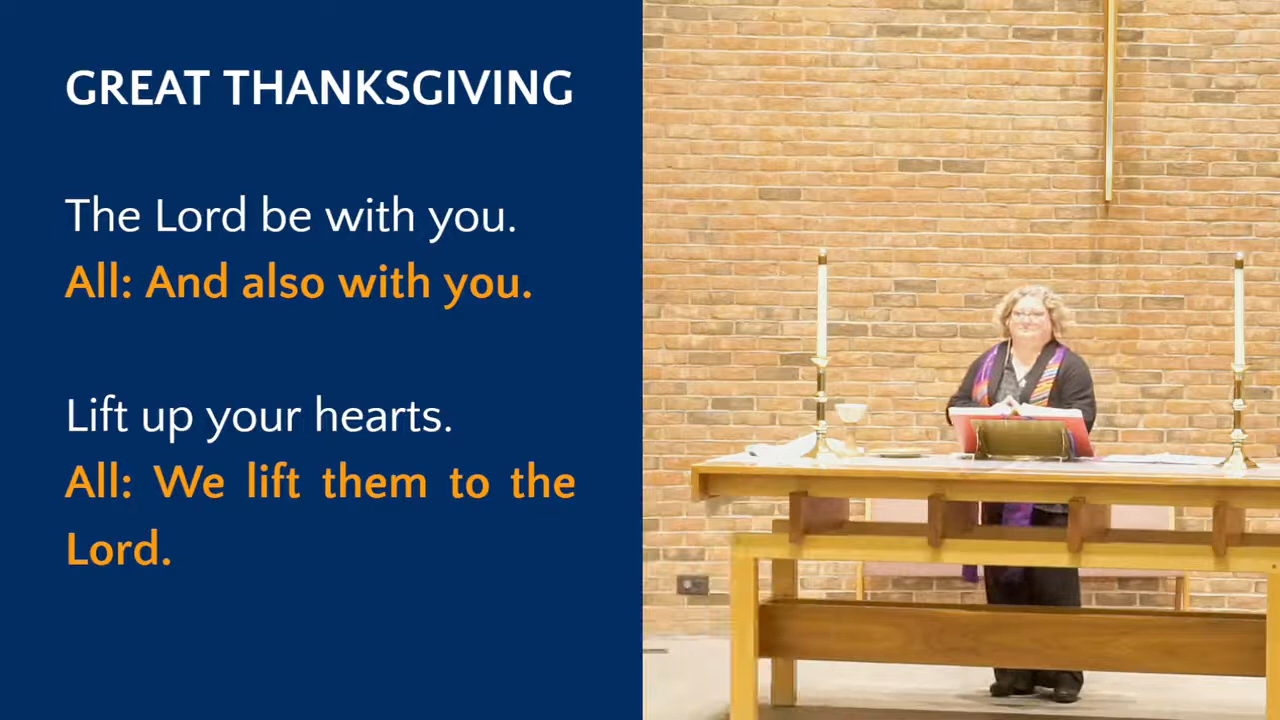 GREAT THANKSGIVING
The Lord be with you.
All: And also with you.
Lift up your hearts.
All: We lift them to the
Lord.